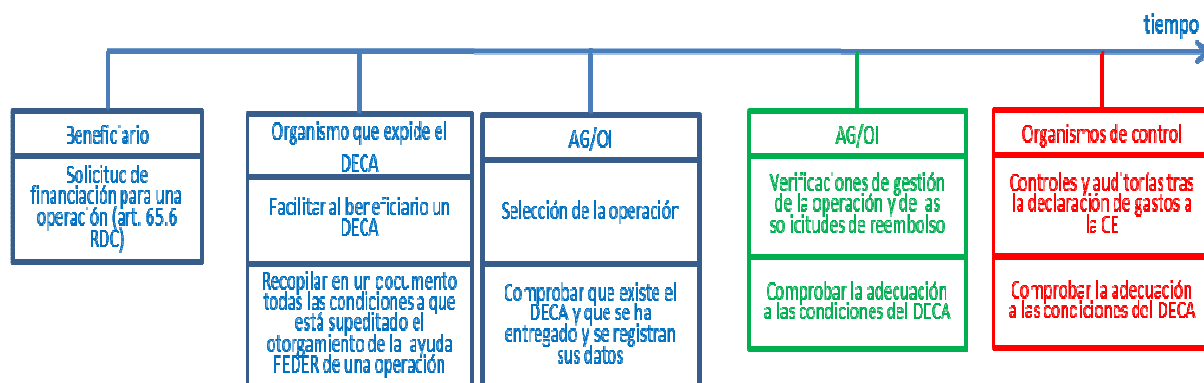 tiempo
Beneficiario
Solicitud de
financiación para una
operación (art. 65.6
RDC)
Organismo que expide el
DECA
Facilitar al beneficiario un
DECA
Recopilar en un documento
todas las condiciones a que
está supeditado el
otorgamiento de la ayuda
FEDER de una operación
AG/OI
Selección de la operación
Comprobar que existe el
DECA y que se ha
entregado y se registran
sus datos
AG/OI
Verificaciones de gestión
de la operación y de las
solicitudes de reembolso
Comprobar la adecuación
a las condiciones del DECA
Organismos de control
Controles y auditorías tras
la declaración de gastos a
la CE
Comprobar la adecuación
a las condiciones del DECA